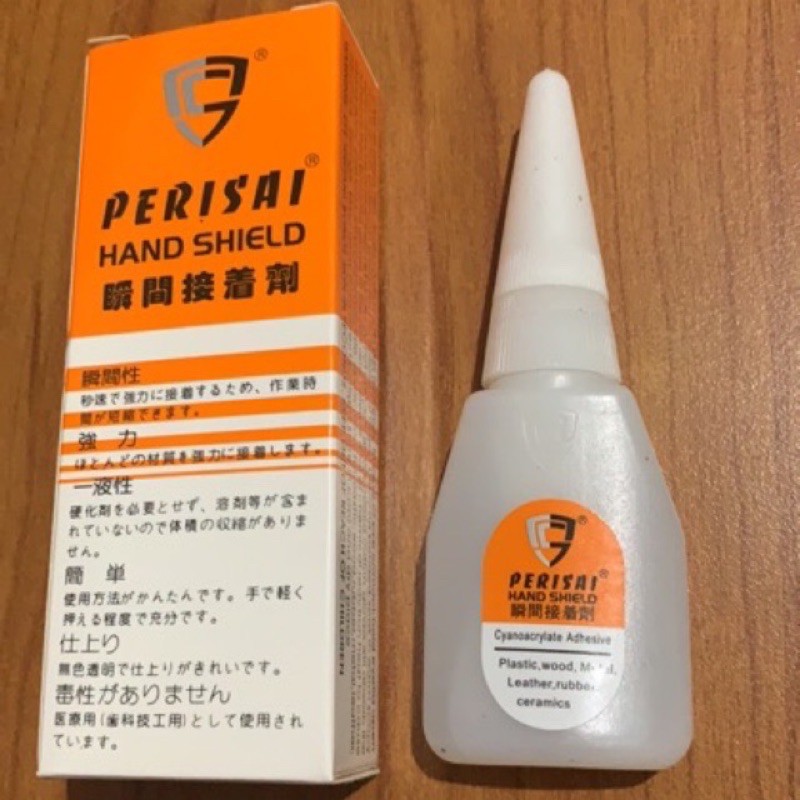 PERISAI®
HAND SHIELD
瞬間接着劑
瞬間性
秒速で強力に接着するため、作業時
間が短縮できます。
強力
ほとんどの材質を強力に接着します。
一液性
硬化剤を必要とせず、溶剤等が含ま
れていないので体積の収縮がありま
せん。
簡単
使用方法がかんたんです。手で軽く
押える程度で充分です。
仕上り
無色透明で仕上りがきれいです。
毒性がありません
医療用(歯科技工用)として使用され
ています。
REACH OF CHILDREN
PERISAI®
HAND SHIELD
瞬間接着劑
Cyanoacrylate Adhesive
Plastic,wood, Metal,
Leather,rubber
ceramics